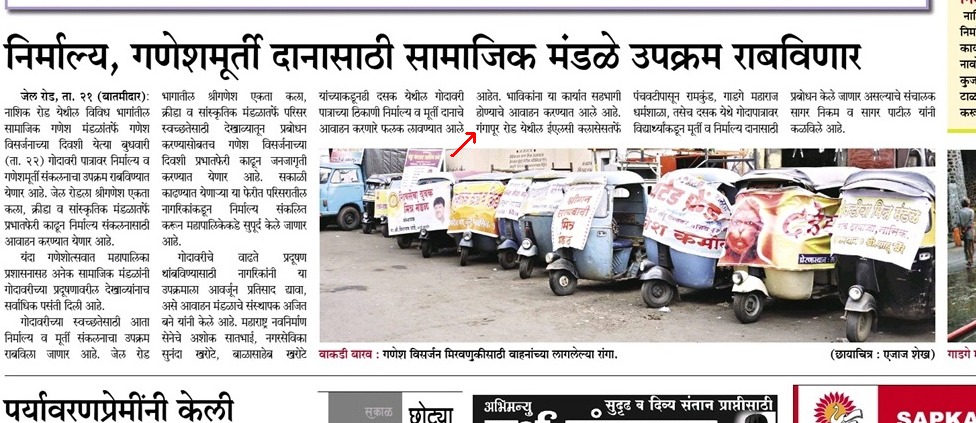 निर्माल्य, गणेशमूर्ती दानासाठी सामाजिक मंडळे उपक्रम राबविणार
जेल रोड, ता. २१ (बातमीदार):
नाशिक रोड येथील विविध भागांतील
सामाजिक गणेश मंडळांतर्फे गणेश
विसर्जनाच्या दिवशी येत्या बुधवारी
(ता. २२) गोदावरी पात्रावर निर्माल्य व
गणेशमूर्ती संकलनाचा उपक्रम राबविण्यात
येणार आहे. जेल रोडला श्रीगणेश एकता
कला, क्रीडा व सांस्कृतिक मंडळातर्फे
प्रभातफेरी काढून निर्माल्य संकलनासाठी
आवाहन करण्यात येणार आहे.
यंदा गणेशोत्सवात महापालिका
प्रशासनासह अनेक सामाजिक मंडळांनी
गोदावरीच्या प्रदूषणावरील देखाव्यांनाच
सर्वाधिक पसंती दिली आहे.
गोदावरीच्या स्वच्छतेसाठी आता
निर्माल्य व मूर्ती संकलनाचा उपक्रम
राबविला जाणार आहे. जेल रोड
भागातील श्रीगणेश एकता कला,
क्रीडा व सांस्कृतिक मंडळातर्फे परिसर
स्वच्छतेसाठी देखाव्यातून प्रबोधन
करण्यासोबतच गणेश विसर्जनाच्या
दिवशी प्रभातफेरी काढून जनजागृती
करण्यात येणार आहे. सकाळी
काढण्यात येणाऱ्या या फेरीत परिसरातील
नागरिकांकडून निर्माल्य संकलित
करून महापालिकेकडे सुपूर्द केले जाणार
आहे.
गोदावरीचे वाढते प्रदूषण
थांबविण्यासाठी नागरिकांनी या
उपक्रमाला आवर्जून प्रतिसाद द्यावा,
असे आवाहन मंडळाचे संस्थापक अजित
बने यांनी केले आहे. महाराष्ट्र नवनिर्माण
सेनेचे अशोक सातभाई, नगरसेविका
सुनंदा खरोटे, बाळासाहेब खरोटे
यांच्याकडूनही दसक येथील गोदावरी
पात्राच्या ठिकाणी निर्माल्य व मूर्ती दानाचे
आवाहन करणारे फलक लावण्यात आले
आहेत. भाविकांना या कार्यात सहभागी
होण्याचे आवाहन करण्यात आले आहे.
गंगापूर रोड येथील ईएलसी क्लासेसतर्फे
पंचवटीपासून रामकुंड, गाडगे महाराज
धर्मशाळा, तसेच दसक येथे गोदापात्रावर
विद्यार्थ्यांकडून मूर्ती व निर्माल्य दानासाठी
प्रबोधन केले जाणार असल्याचे संचालक
सागर निकम व सागर पाटील यांनी
कळविले आहे.
वाकडी बारव : गणेश विसर्जन मिरवणुकीसाठी वाहनांच्या लागलेल्या रांगा.
(छायाचित्र : एजाज शेख)
गाडगे म
पर्यावरणप्रेमींनी केली
सकाळ
छोट्या
अभिमन्यु
सुदृढ व दिव्य संतान प्राप्तीसाठी
SAPKA